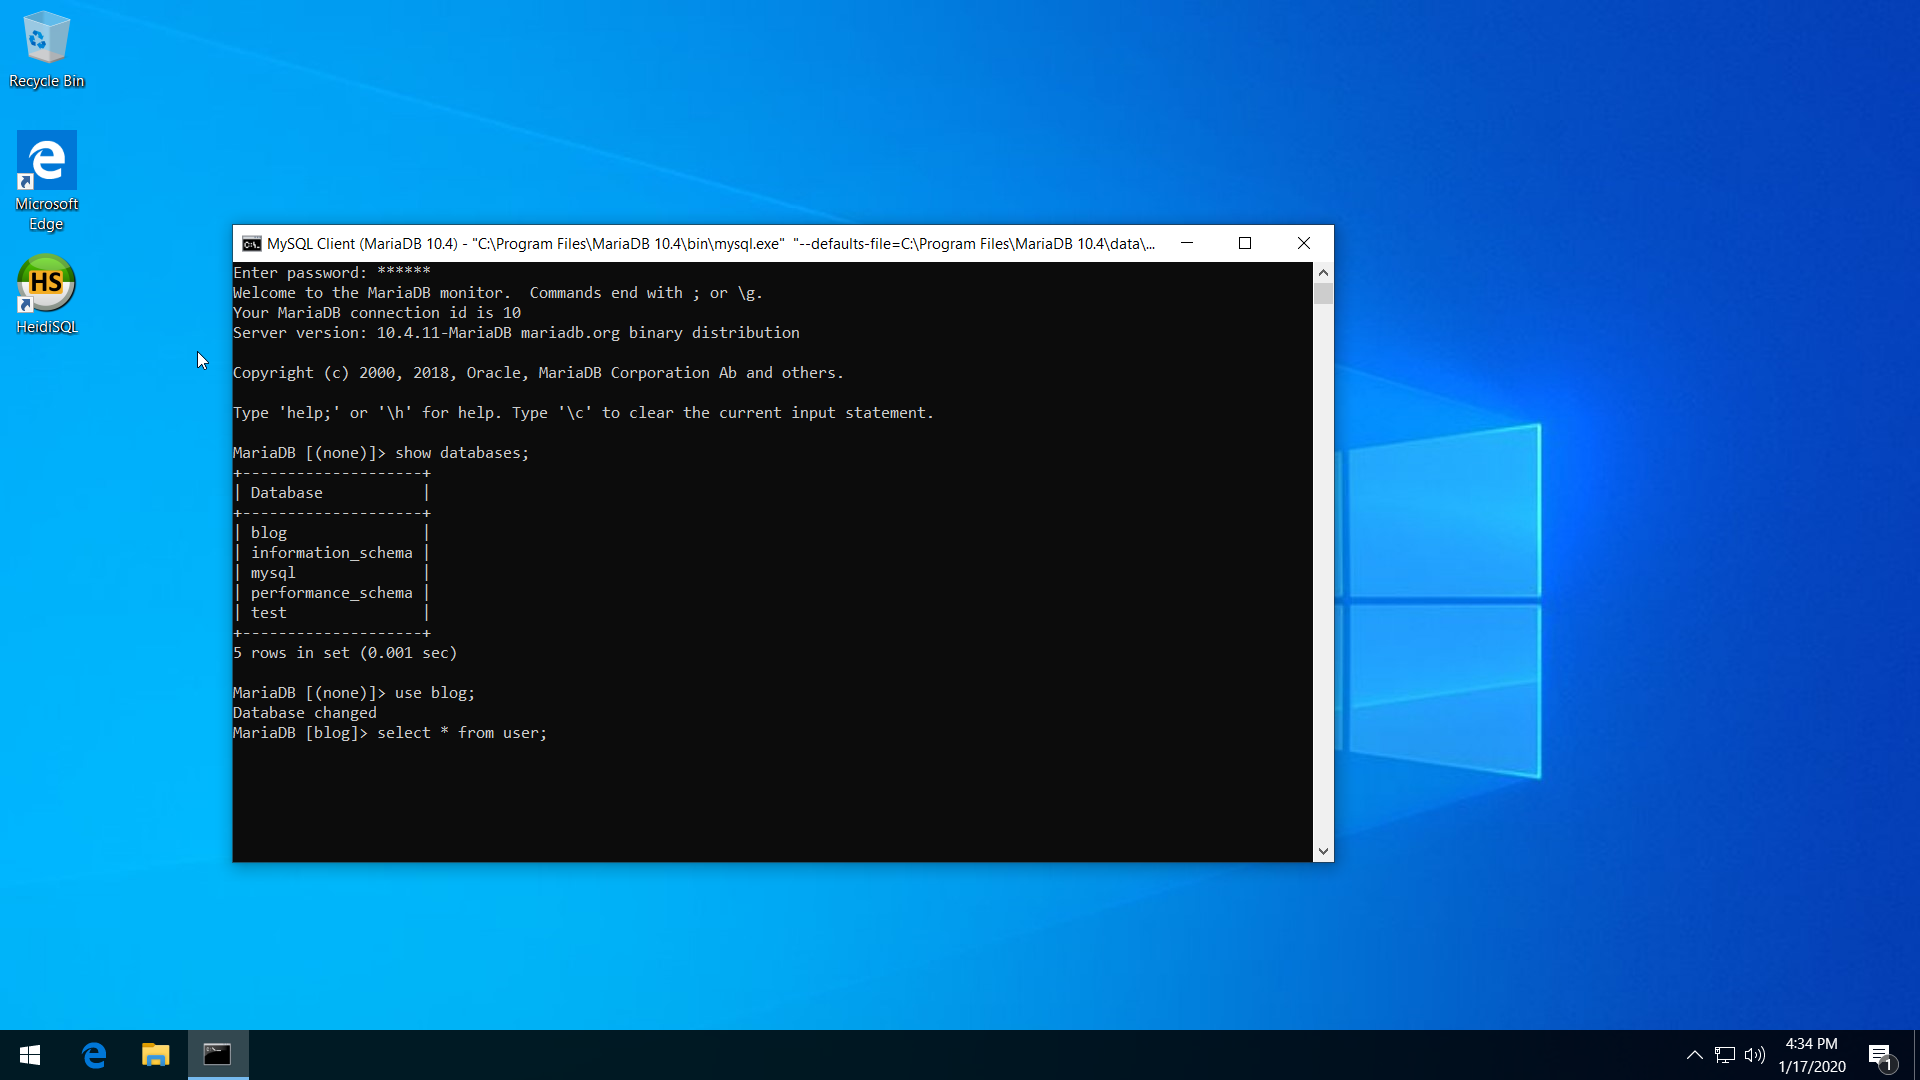 Recycle Bin
Microsoft
Edge
HS
HeidiSQL
MySQL Client (MariaDB 10.4) - "C:\Program Files\MariaDB 10.4\bin\mysql.exe"  "--defaults-file=C:\Program Files\MariaDB 10.4\data\...
Enter password: ******
Welcome to the MariaDB monitor.  Commands end with ; or \g.
Your MariaDB connection id is 10
Server version: 10.4.11-MariaDB mariadb.org binary distribution
Copyright (c) 2000, 2018, Oracle, MariaDB Corporation Ab and others.
Type 'help;' or '\h' for help. Type '\c' to clear the current input statement.
MariaDB [(none)]> show databases;
+--------------------+
| Database           |
+--------------------+
| blog               |
| information_schema |
| mysql              |
| performance_schema |
| test               |
+--------------------+
5 rows in set (0.001 sec)
MariaDB [(none)]> use blog;
Database changed
MariaDB [blog]> select * from user;
4:34 PM
1/17/2020
1